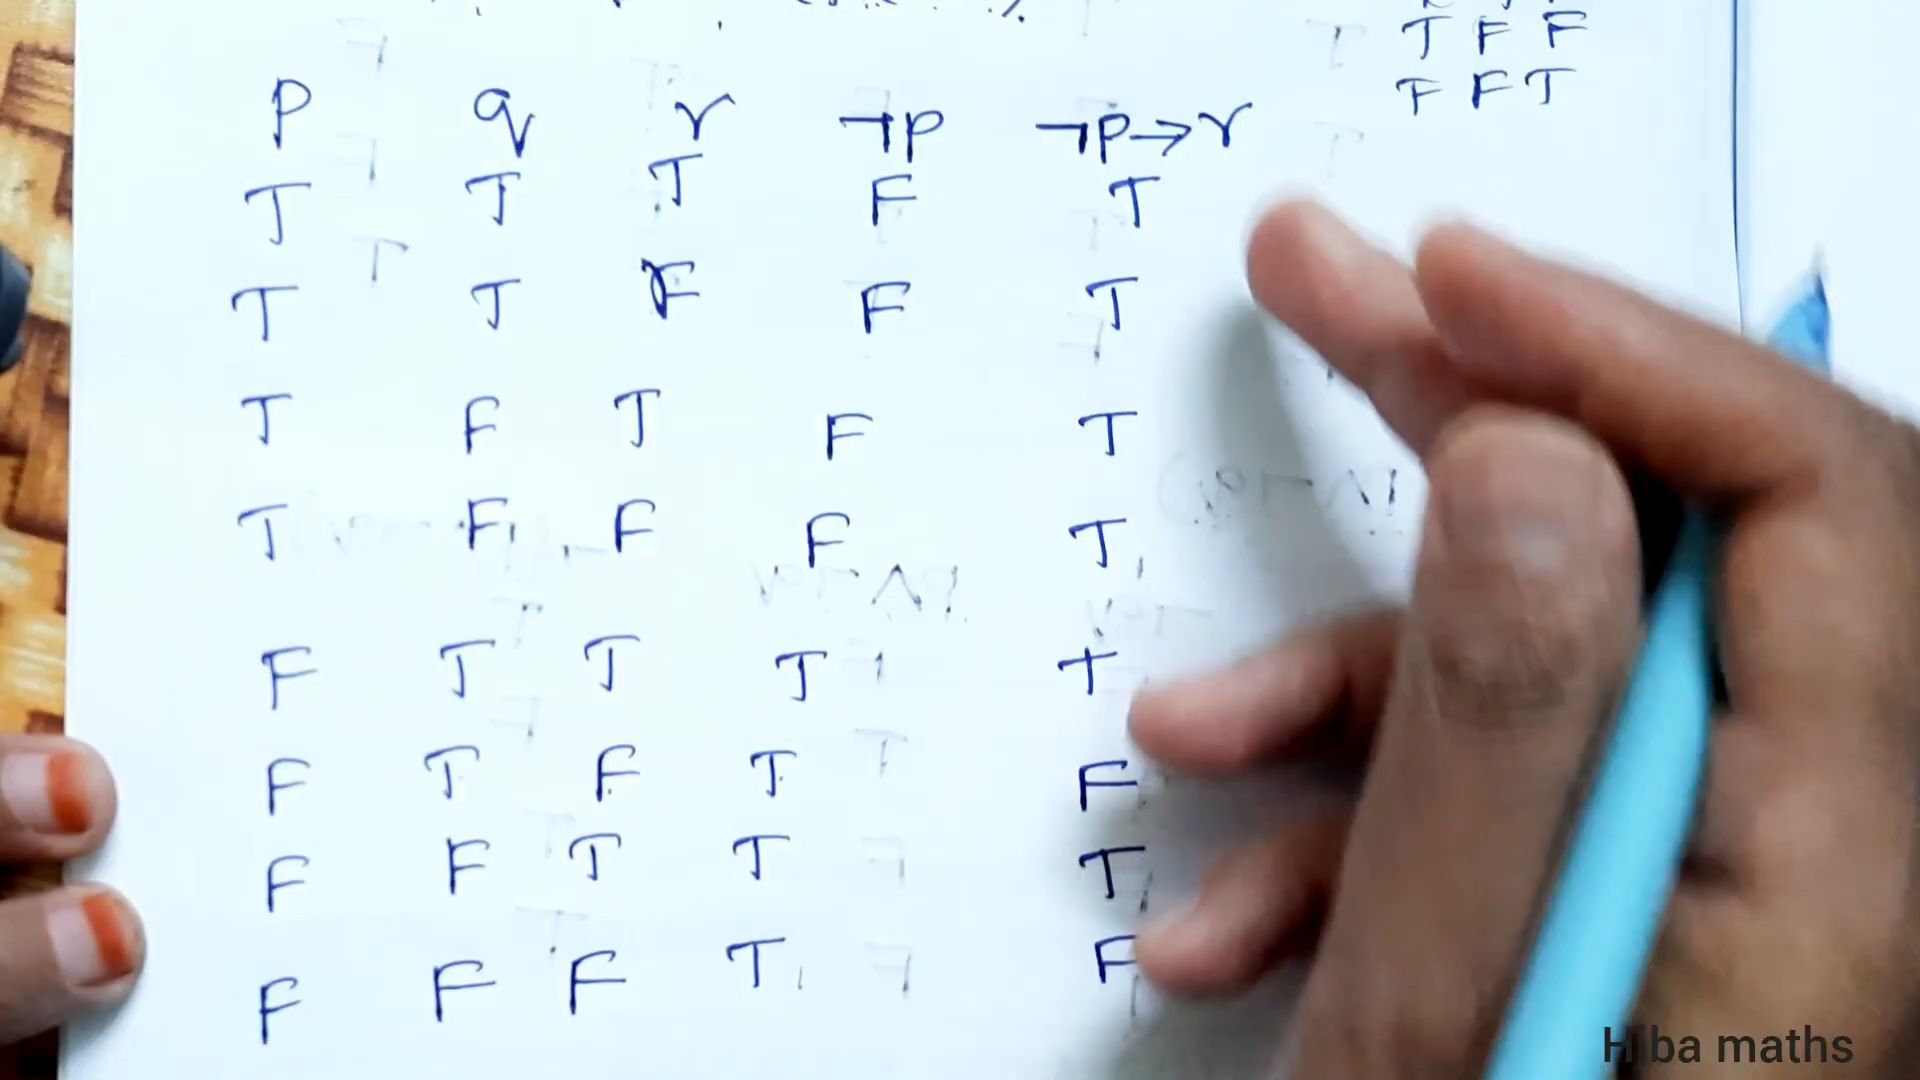 T F F
F F T
p q r ¬p ¬p→r
T T T F T
T T F F T
T F T F T
T F F F T
F T T T T
F T F T F
F F T T T
F F F T F
Hiba maths